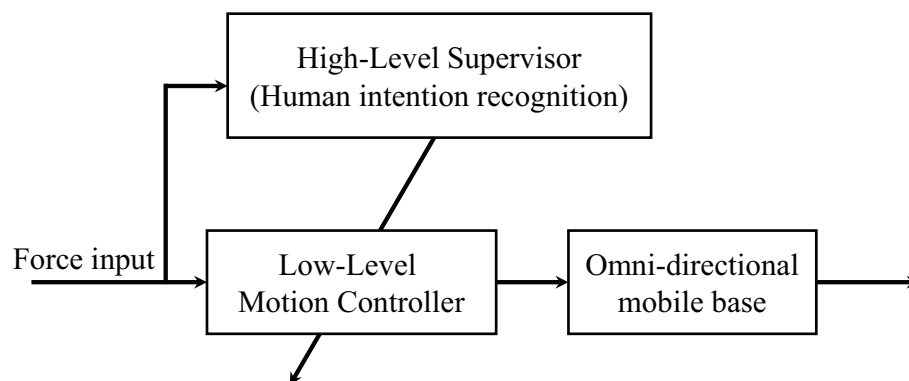 High-Level Supervisor
(Human intention recognition)
Force input
Low-Level
Motion Controller
Omni-directional
mobile base